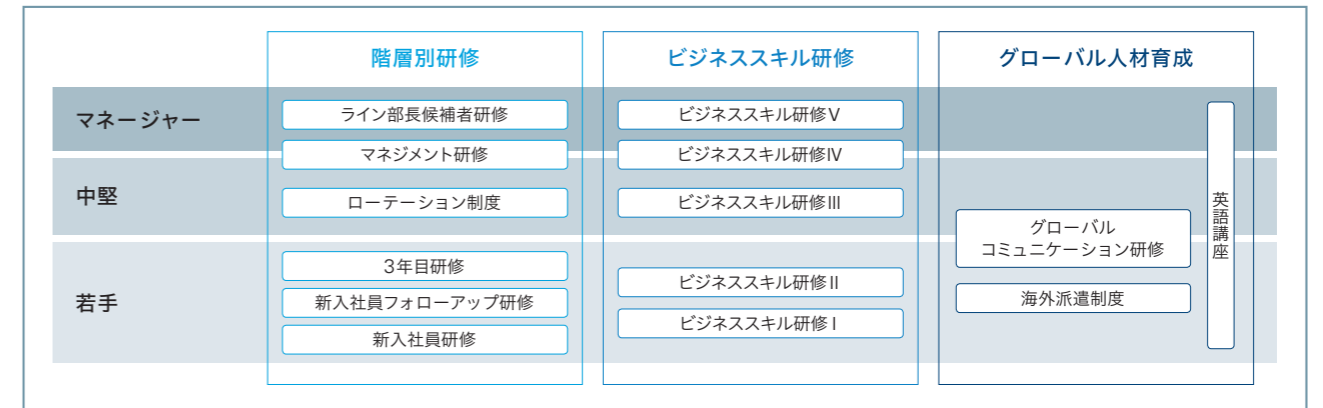 階層別研修
ビジネススキル研修
グローバル人材育成
マネージャー
ライン部長候補者研修
ビジネススキル研修Ⅴ
マネジメント研修
ビジネススキル研修Ⅳ
中堅
ローテーション制度
ビジネススキル研修Ⅲ
グローバル
コミュニケーション研修
英語講座
若手
3年目研修
新入社員フォローアップ研修
新入社員研修
ビジネススキル研修Ⅱ
ビジネススキル研修Ⅰ
海外派遣制度